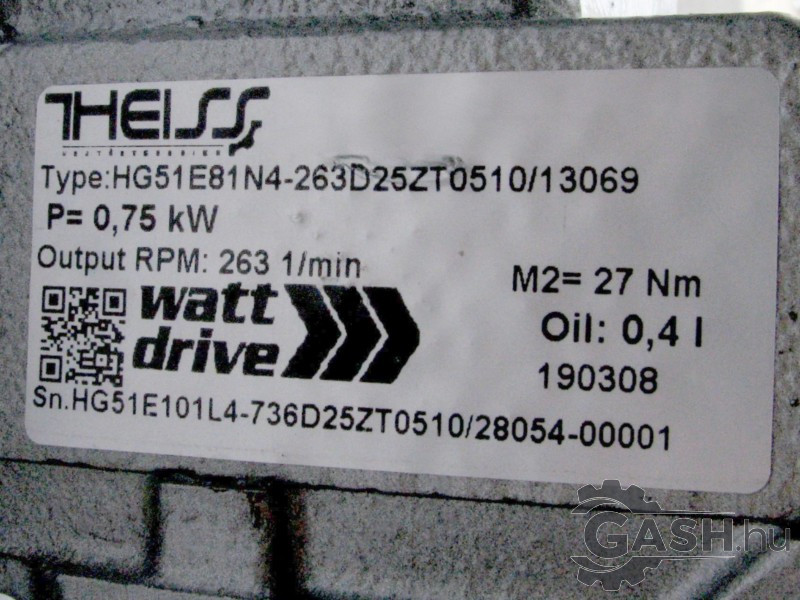 THEISS
HAJTÁSTECHNIKA
Type:HG51E81N4-263D25ZT0510/13069
P= 0,75 kW
Output RPM: 263 1/min
M2= 27 Nm
watt
drive
Oil: 0,4 l
190308
Sn.HG51E101L4-736D25ZT0510/28054-00001
GASH.hu